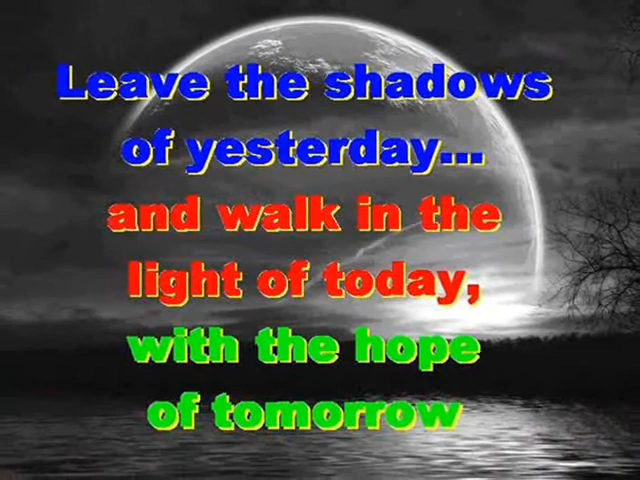 Leave the shadows
of yesterday...
and walk in the
light of today,
with the hope
of tomorrow